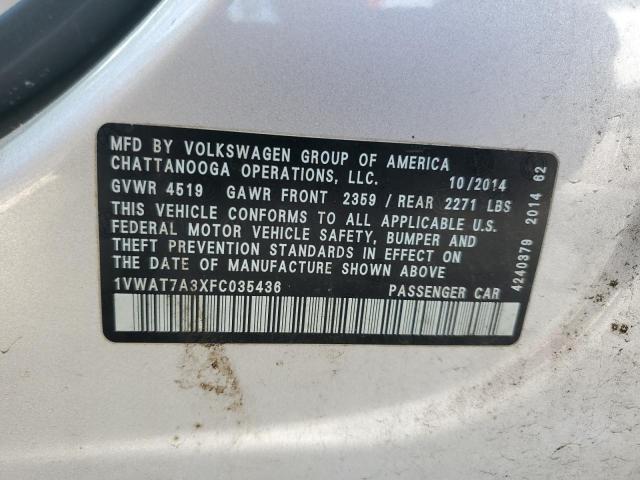 MFD BY VOLKSWAGEN GROUP OF AMERICA
CHATTANOOGA OPERATIONS, LLC. 10/2014
GVWR 4519 GAWR FRONT 2359 / REAR 2271 LBS
THIS VEHICLE CONFORMS TO ALL APPLICABLE U.S.
FEDERAL MOTOR VEHICLE SAFETY, BUMPER AND
THEFT PREVENTION STANDARDS IN EFFECT ON
THE DATE OF MANUFACTURE SHOWN ABOVE
1VWAT7A3XFC035436 PASSENGER CAR
4240379 2014 62